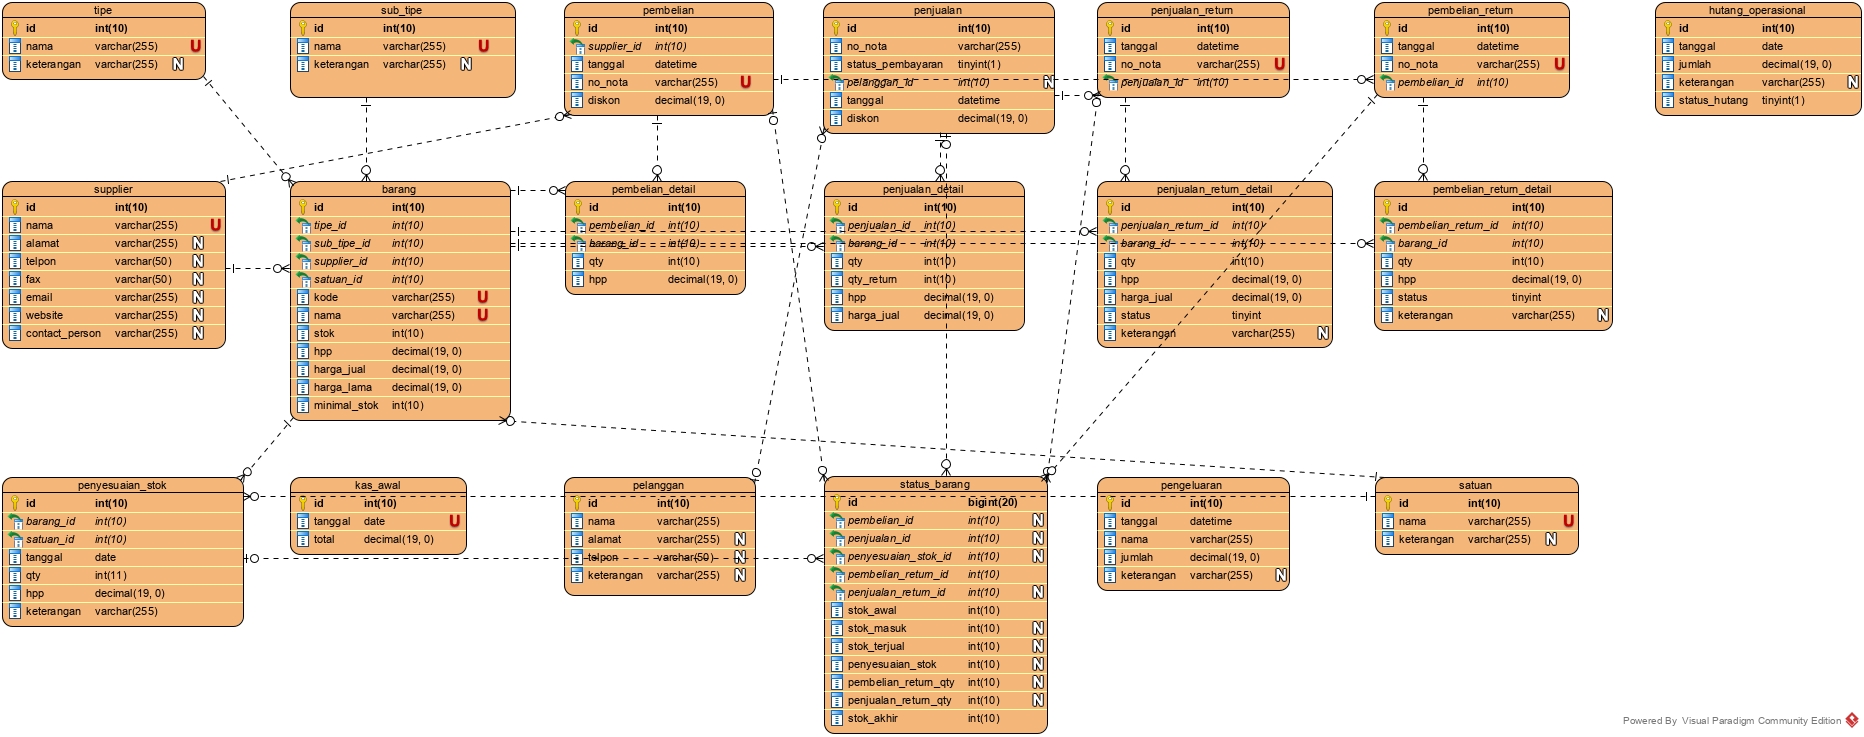 tipe
id int(10)
nama varchar(255) U
keterangan varchar(255) N
sub_tipe
id int(10)
nama varchar(255) U
keterangan varchar(255) N
pembelian
id int(10)
supplier_id int(10)
tanggal datetime
no_nota varchar(255) U
diskon decimal(19, 0)
penjualan
id int(10)
no_nota varchar(255)
status_pembayaran tinyint(1)
pelanggan_id int(10) N
tanggal datetime
diskon decimal(19, 0)
penjualan_return
id int(10)
tanggal datetime
no_nota varchar(255) U
penjualan_id int(10)
pembelian_return
id int(10)
tanggal datetime
no_nota varchar(255) U
pembelian_id int(10)
hutang_operasional
id int(10)
tanggal date
jumlah decimal(19, 0)
keterangan varchar(255) N
status_hutang tinyint(1)
supplier
id int(10)
nama varchar(255) U
alamat varchar(255) N
telpon varchar(50) N
fax varchar(50) N
email varchar(255) N
website varchar(255) N
contact_person varchar(255) N
barang
id int(10)
tipe_id int(10)
sub_tipe_id int(10)
supplier_id int(10)
satuan_id int(10)
kode varchar(255) U
nama varchar(255) U
stok int(10)
hpp decimal(19, 0)
harga_jual decimal(19, 0)
harga_lama decimal(19, 0)
minimal_stok int(10)
pembelian_detail
id int(10)
pembelian_id int(10)
barang_id int(10)
qty int(10)
hpp decimal(19, 0)
penjualan_detail
id int(10)
penjualan_id int(10)
barang_id int(10)
qty int(10)
qty_return int(10)
hpp decimal(19, 0)
harga_jual decimal(19, 0)
penjualan_return_detail
id int(10)
penjualan_return_id int(10)
barang_id int(10)
qty int(10)
hpp decimal(19, 0)
harga_jual decimal(19, 0)
status tinyint
keterangan varchar(255) N
pembelian_return_detail
id int(10)
pembelian_return_id int(10)
barang_id int(10)
qty int(10)
hpp decimal(19, 0)
status tinyint
keterangan varchar(255) N
penyesuaian_stok
id int(10)
barang_id int(10)
satuan_id int(10)
tanggal date
qty int(11)
hpp decimal(19, 0)
keterangan varchar(255)
kas_awal
id int(10)
tanggal date U
total decimal(19, 0)
pelanggan
id int(10)
nama varchar(255)
alamat varchar(255) N
telpon varchar(50) N
keterangan varchar(255) N
status_barang
id bigint(20)
pembelian_id int(10) N
penjualan_id int(10) N
penyesuaian_stok_id int(10) N
pembelian_return_id int(10)
penjualan_return_id int(10) N
stok_awal int(10)
stok_masuk int(10) N
stok_terjual int(10) N
penyesuaian_stok int(10) N
pembelian_return_qty int(10) N
penjualan_return_qty int(10) N
stok_akhir int(10)
pengeluaran
id int(10)
tanggal datetime
nama varchar(255)
jumlah decimal(19, 0)
keterangan varchar(255) N
satuan
id int(10)
nama varchar(255) U
keterangan varchar(255) N
Powered By Visual Paradigm Community Edition